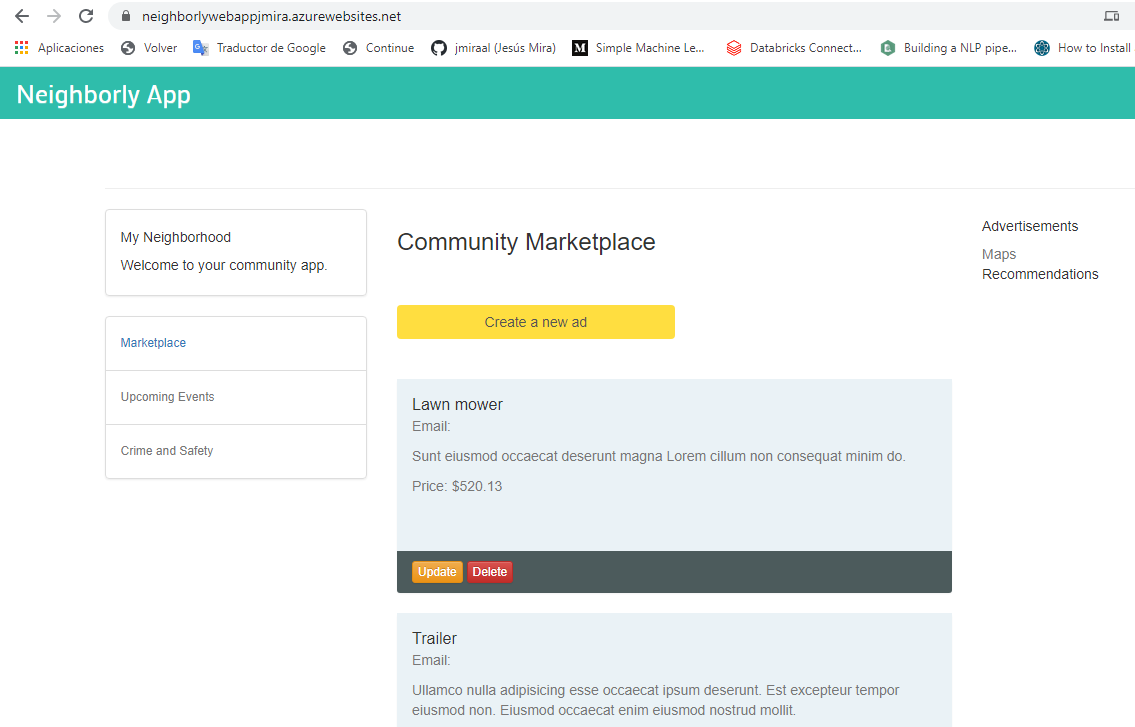 neighborlywebappjmira.azurewebsites.net
Aplicaciones Volver Traductor de Google Continue jmiraal (Jesús Mira) M Simple Machine Le... Databricks Connect... Building a NLP pipe... How to Install
Neighborly App
My Neighborhood
Welcome to your community app.
Marketplace
Upcoming Events
Crime and Safety
Community Marketplace
Create a new ad
Lawn mower
Email:
Sunt eiusmod occaecat deserunt magna Lorem cillum non consequat minim do.
Price: $520.13
Update Delete
Trailer
Email:
Ullamco nulla adipisicing esse occaecat ipsum deserunt. Est excepteur tempor
eiusmod non. Eiusmod occaecat enim eiusmod nostrud mollit.
Advertisements
Maps
Recommendations